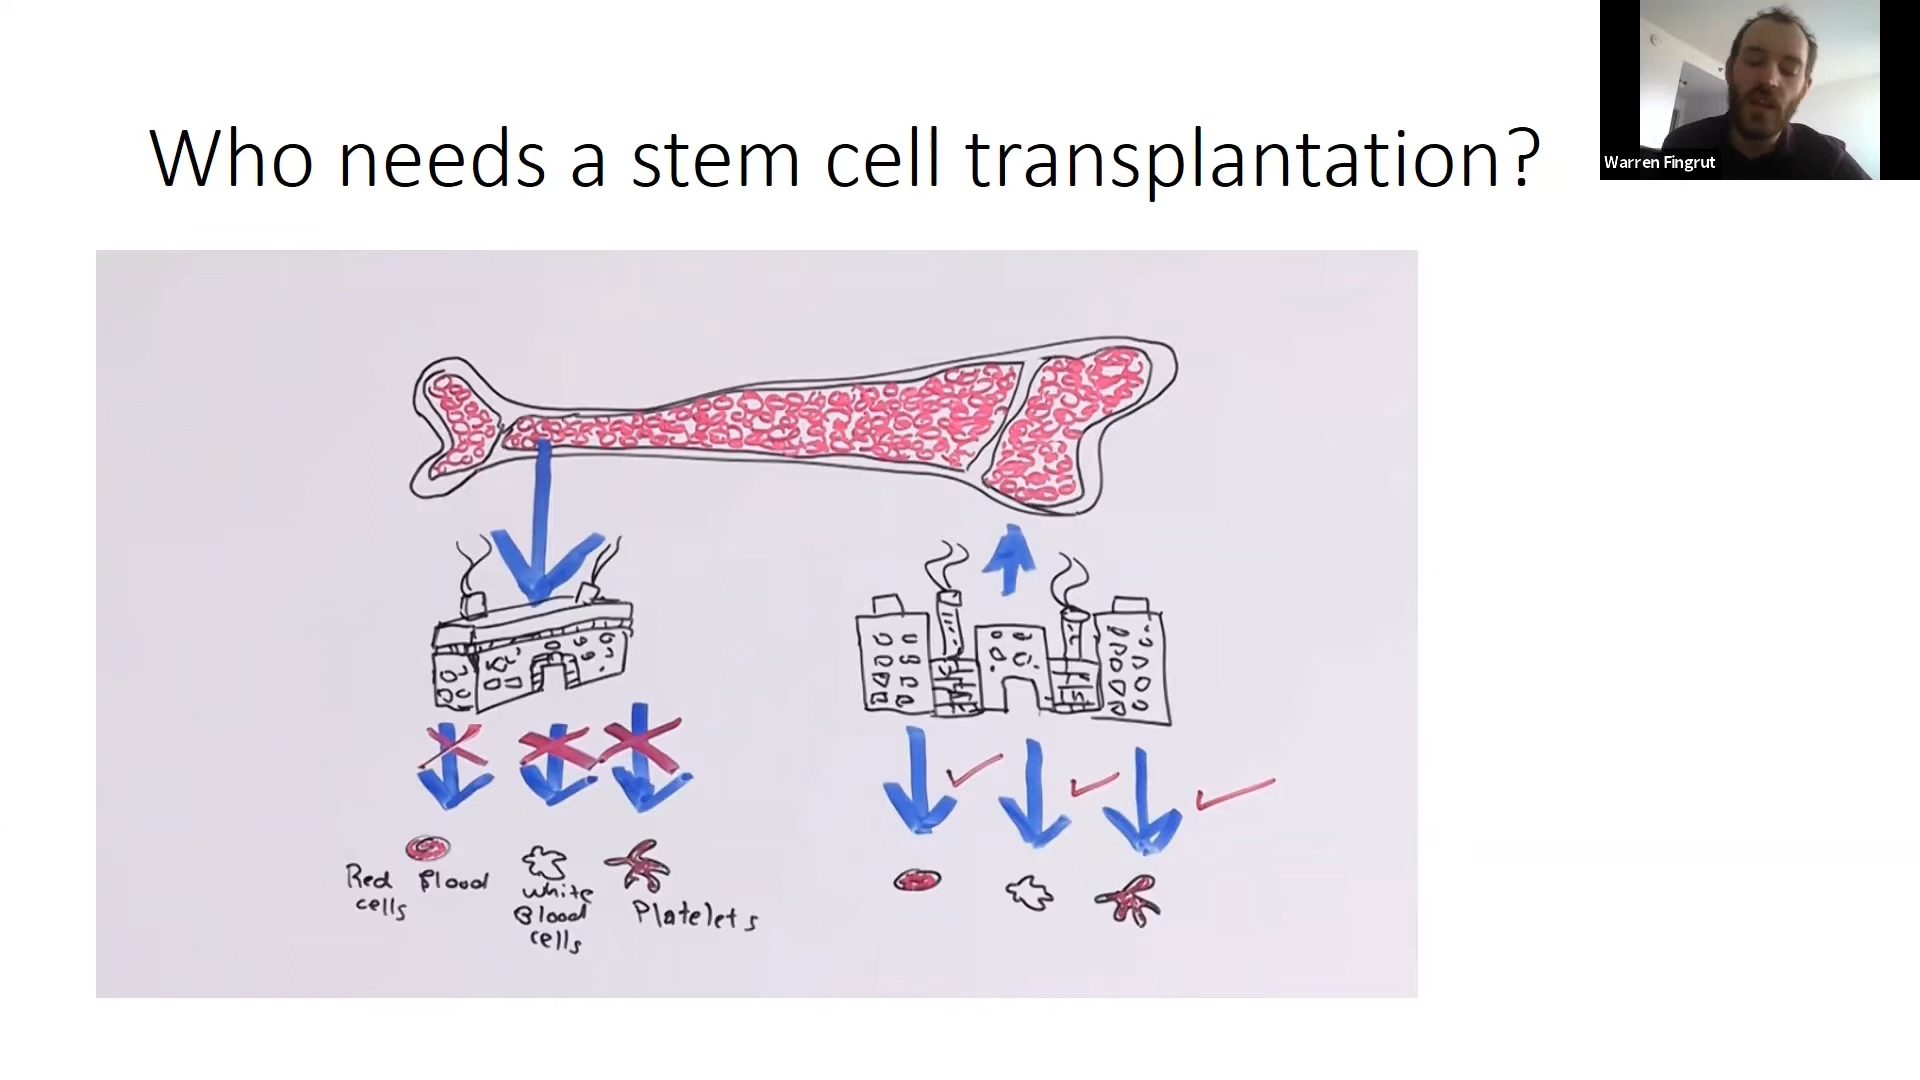 Who needs a stem cell transplantation?
Warren Fingrut
Red Blood
cells
White
Blood
cells
Platelets